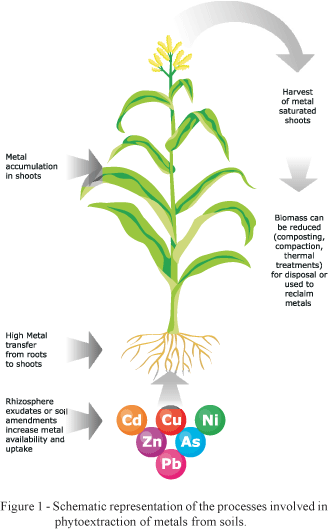 Harvest
of metal
saturated
shoots
Metal
accumulation
in shoots
Biomass can
be reduced
(composting,
compaction,
thermal
treatments)
for disposal or
used to
reclaim
metals
High Metal
transfer
from roots
to shoots
Rhizosphere
exudates or soil
amendments
increase metal
availability and
uptake
Cd
Cu
Ni
Zn
As
Pb
Figure 1 - Schematic representation of the processes involved in
phytoextraction of metals from soils.